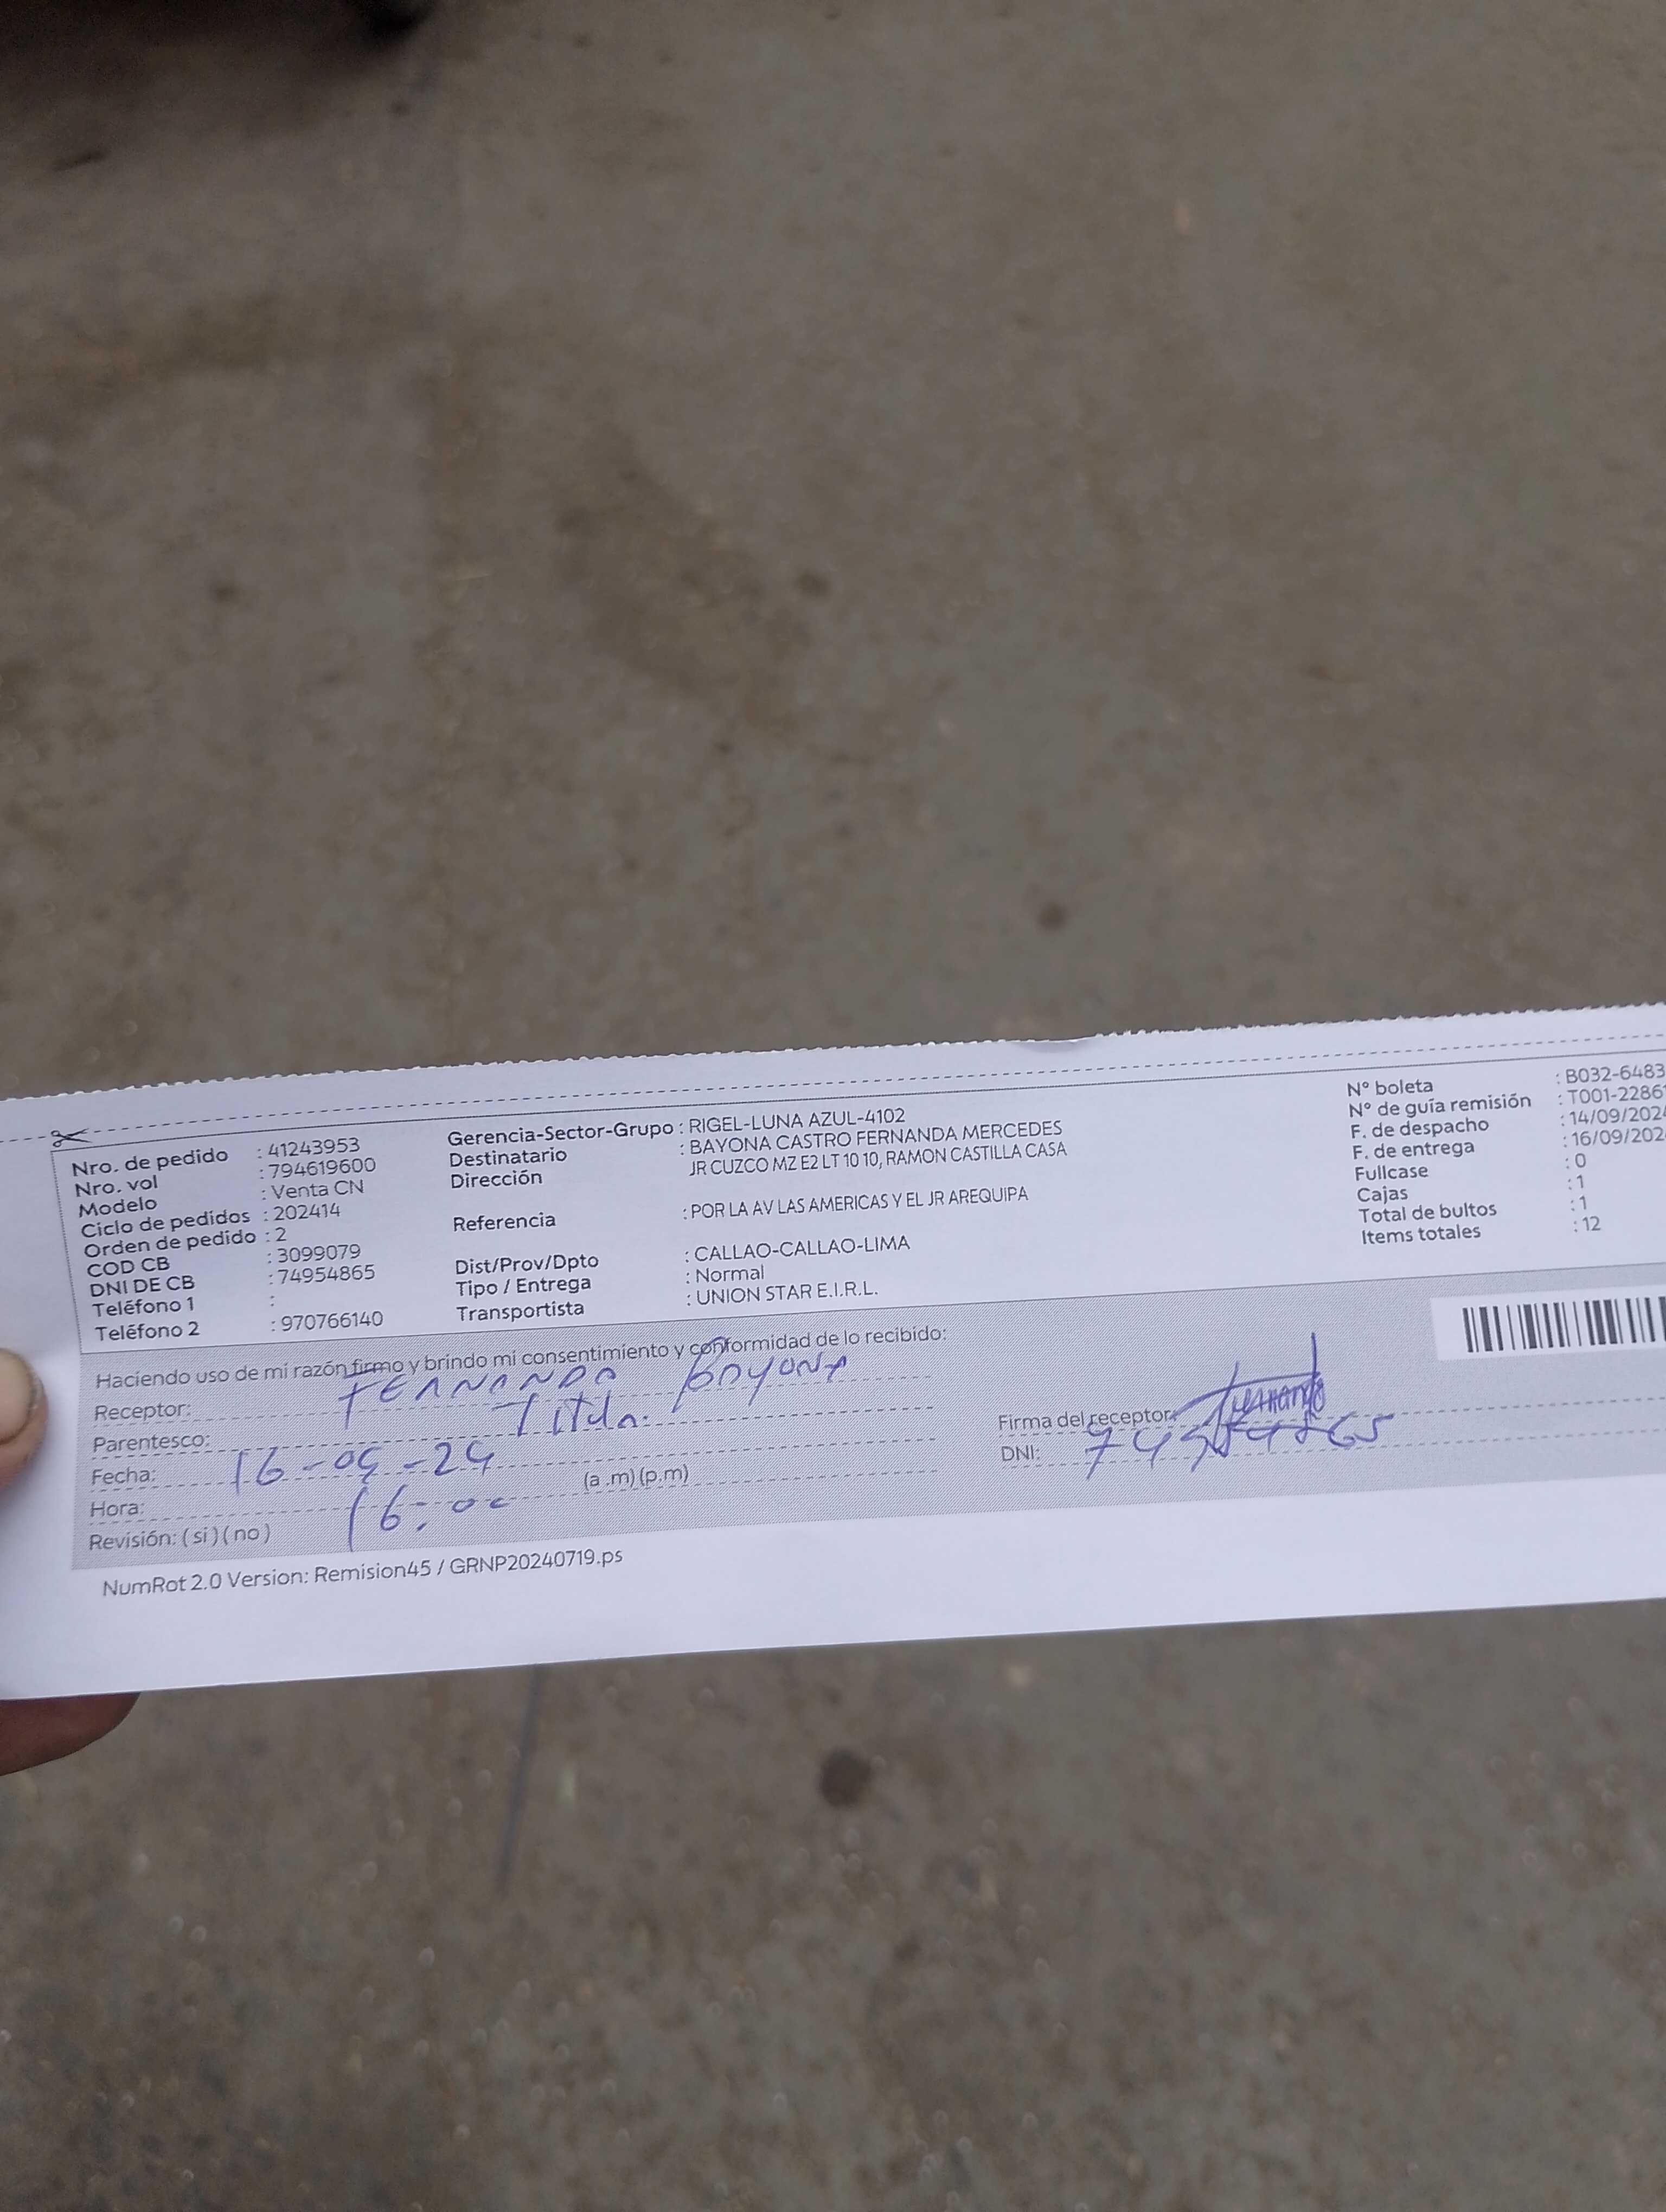 Nro. de pedido : 41243953
Nro. vol : 794619600
Modelo : Venta CN
Ciclo de pedidos : 202414
Orden de pedido : 2
COD CB : 3099079
DNI DE CB : 74954865
Teléfono 1 :
Teléfono 2 : 970766140
Gerencia-Sector-Grupo : RIGEL-LUNA AZUL-4102
Destinatario : BAYONA CASTRO FERNANDA MERCEDES
Dirección JR CUZCO MZ E2 LT 10 10, RAMON CASTILLA CASA
Referencia : POR LA AV LAS AMERICAS Y EL JR AREQUIPA
Dist/Prov/Dpto : CALLAO-CALLAO-LIMA
Tipo / Entrega : Normal
Transportista : UNION STAR E.I.R.L.
N° boleta : B032-6483
N° de guía remisión : T001-2286
F. de despacho : 14/09/202
F. de entrega : 16/09/202
Fullcase : 0
Cajas : 1
Total de bultos : 1
Items totales : 12
Haciendo uso de mi razón firmo y brindo mi consentimiento y conformidad de lo recibido:
Receptor: FERNANDA Bayona
Parentesco: Titla.
Fecha: 16-09-24
Hora: 16:00 (a .m) (p.m)
Revisión: ( si ) ( no )
Firma del receptor: Fernanda
DNI: 74954865
NumRot 2.0 Version: Remision45 / GRNP20240719.ps